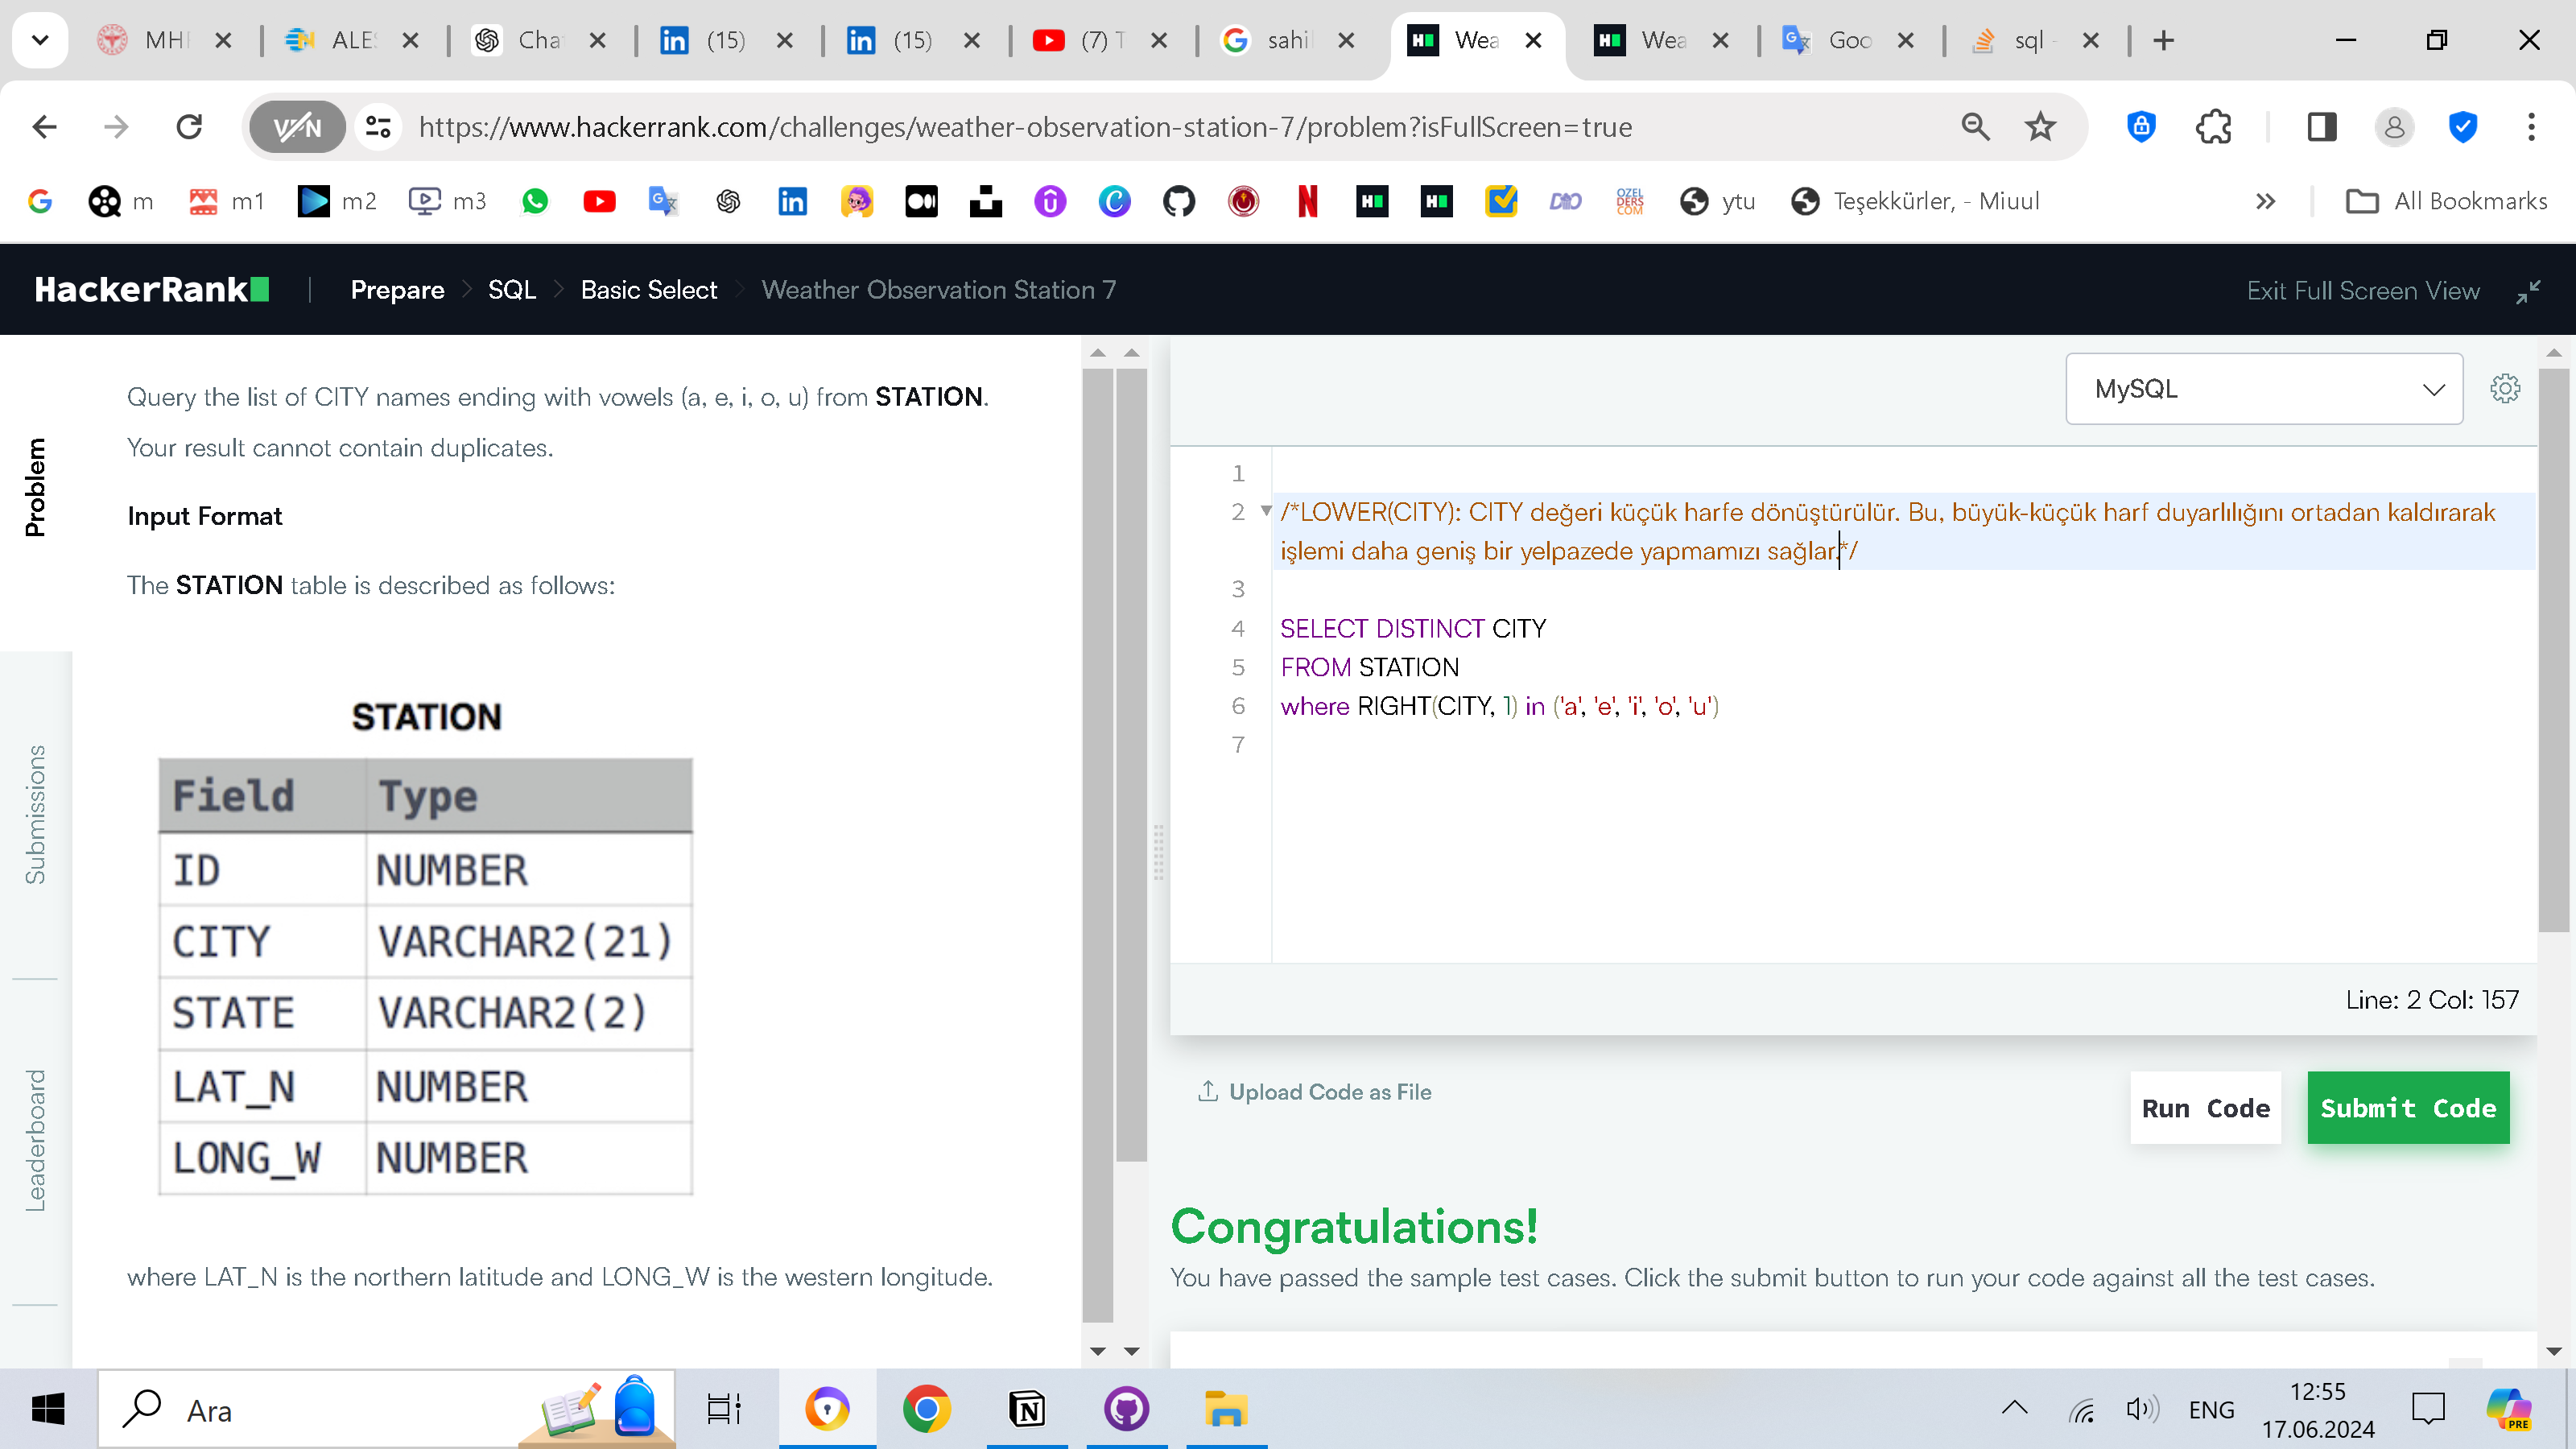 MH
ALES
Cha
(15)
(15)
(7) T
sahil
Wea
Wea
Goo
sql -
VPN
https://www.hackerrank.com/challenges/weather-observation-station-7/problem?isFullScreen=true
m
m1
m2
m3
OZEL DERS COM
ytu
Teşekkürler, - Miuul
All Bookmarks
HackerRank
Prepare > SQL > Basic Select > Weather Observation Station 7
Exit Full Screen View
Problem
Submissions
Leaderboard
Query the list of CITY names ending with vowels (a, e, i, o, u) from STATION.
Your result cannot contain duplicates.
Input Format
The STATION table is described as follows:
STATION
Field Type
ID NUMBER
CITY VARCHAR2(21)
STATE VARCHAR2(2)
LAT_N NUMBER
LONG_W NUMBER
where LAT_N is the northern latitude and LONG_W is the western longitude.
MySQL
1
2 /*LOWER(CITY): CITY değeri küçük harfe dönüştürülür. Bu, büyük-küçük harf duyarlılığını ortadan kaldırarak
işlemi daha geniş bir yelpazede yapmamızı sağlar.*/
3
4 SELECT DISTINCT CITY
5 FROM STATION
6 where RIGHT(CITY, 1) in ('a', 'e', 'i', 'o', 'u')
7
Line: 2 Col: 157
Upload Code as File
Run Code
Submit Code
Congratulations!
You have passed the sample test cases. Click the submit button to run your code against all the test cases.
Ara
ENG
12:55
17.06.2024
PRE